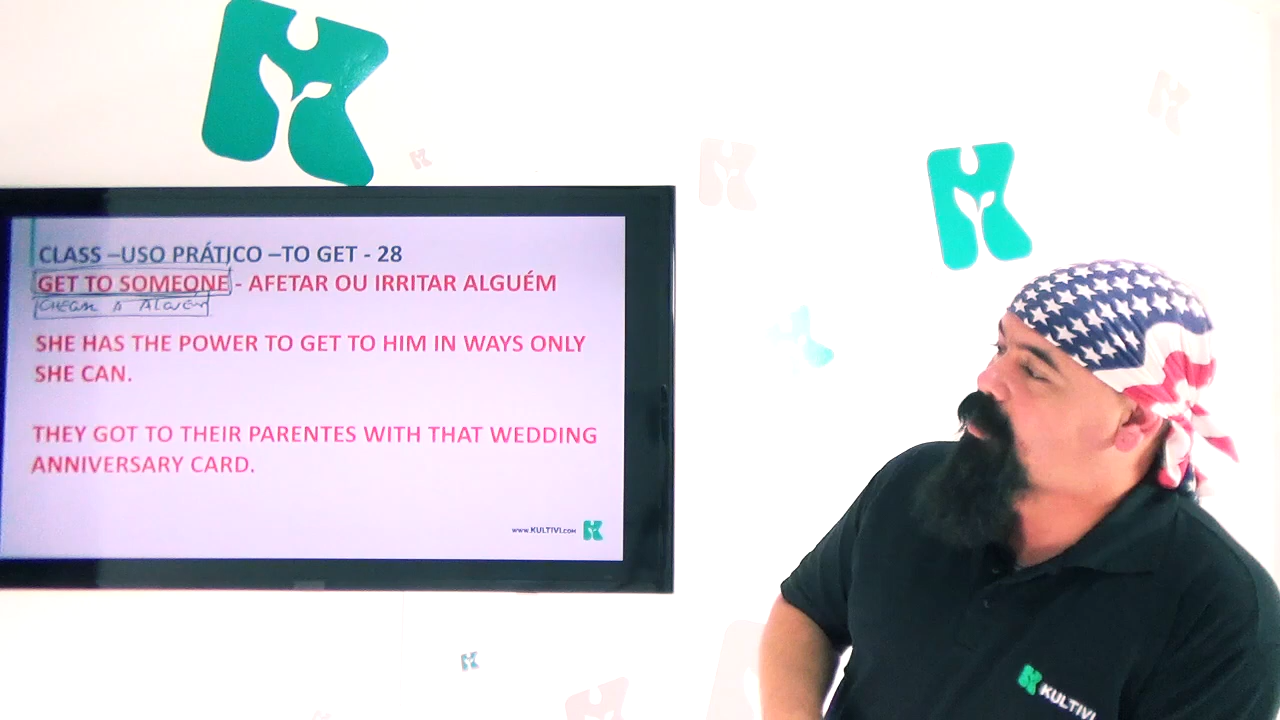 CLASS –USO PRÁTICO –TO GET - 28
GET TO SOMEONE - AFETAR OU IRRITAR ALGUÉM
A
SHE HAS THE POWER TO GET TO HIM IN WAYS ONLY
SHE CAN.
THEY GOT TO THEIR PARENTES WITH THAT WEDDING
ANNIVERSARY CARD.
WWW.KULTIVI.COM
KULTIVI